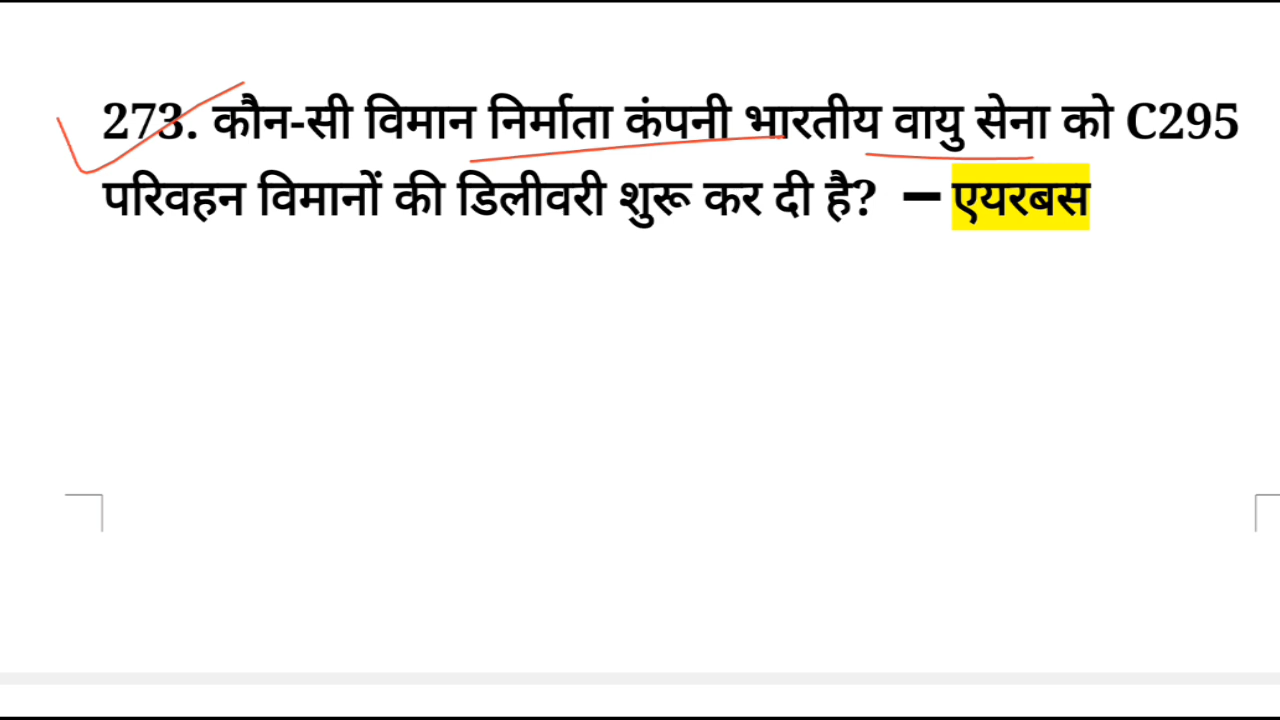 273. कौन-सी विमान निर्माता कंपनी भारतीय वायु सेना को C295
परिवहन विमानों की डिलीवरी शुरू कर दी है? – एयरबस